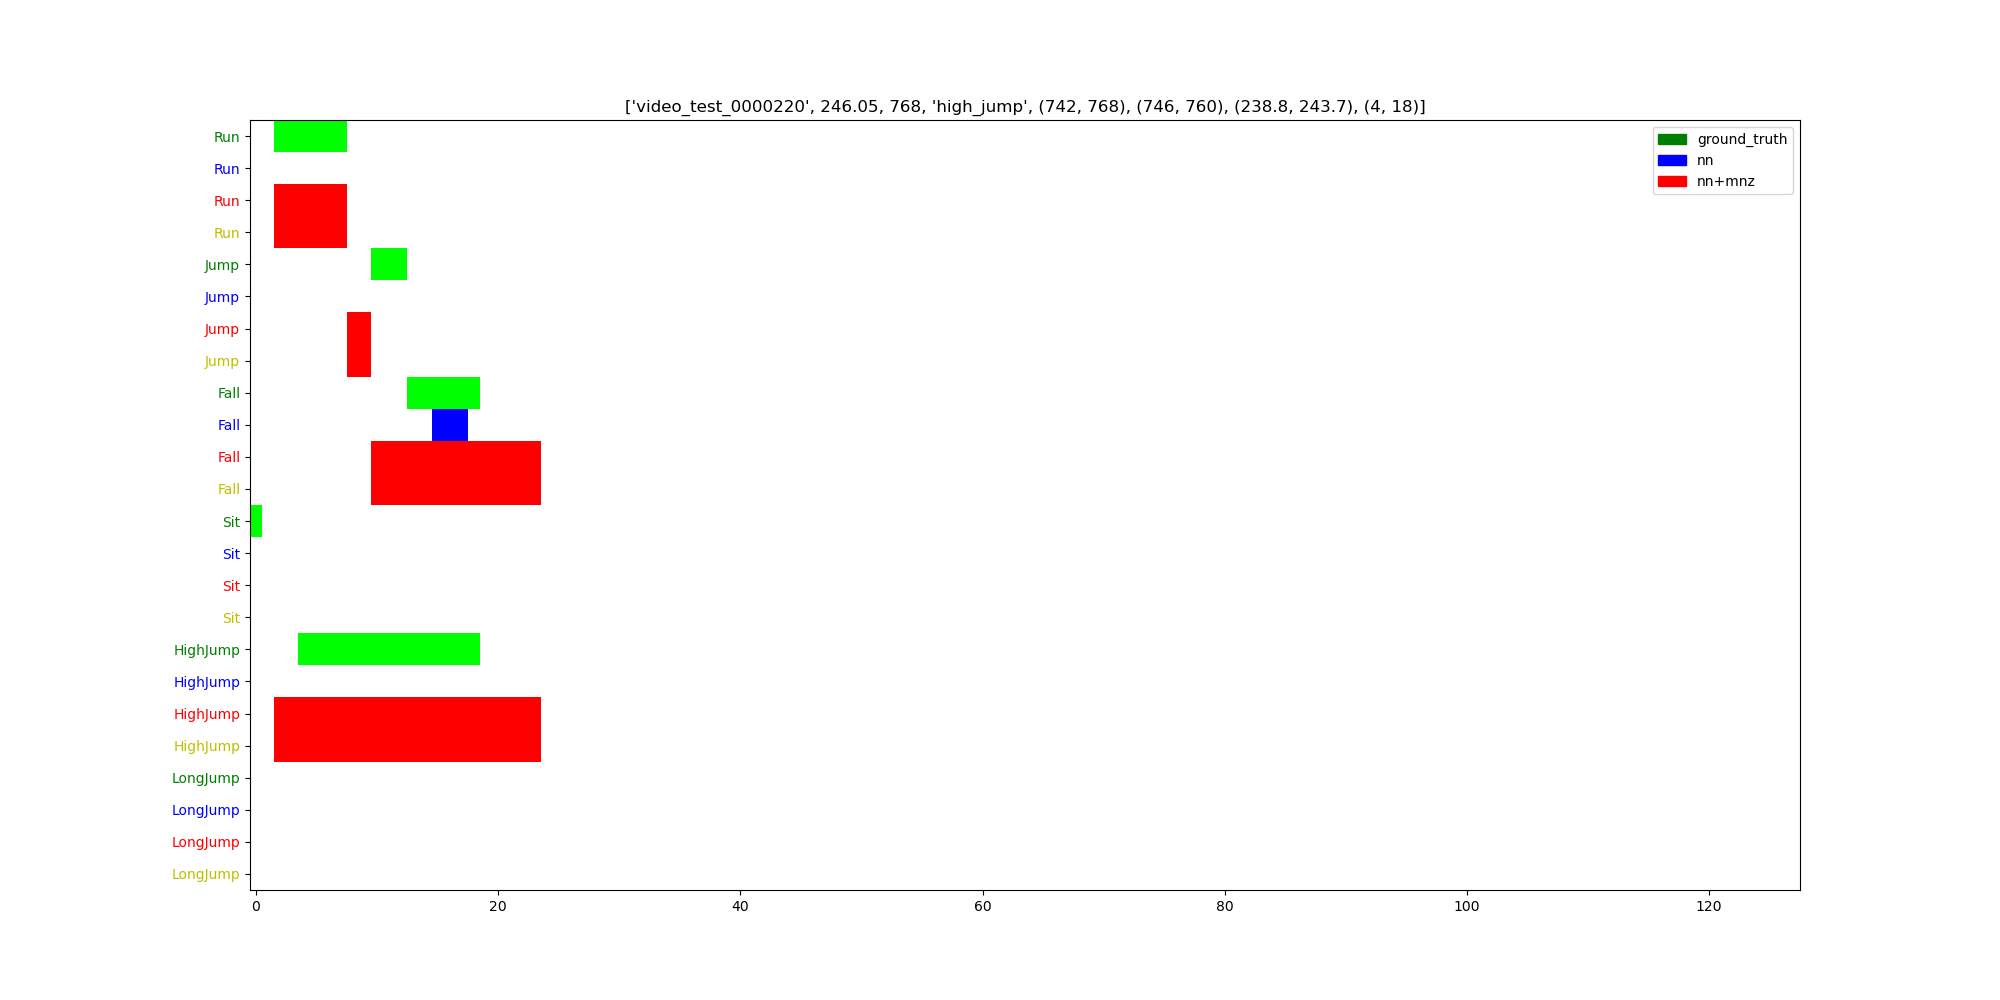 ['video_test_0000220', 246.05, 768, 'high_jump', (742, 768), (746, 760), (238.8, 243.7), (4, 18)]
ground_truth
nn
nn+mnz
Run
Run
Run
Run
Jump
Jump
Jump
Jump
Fall
Fall
Fall
Fall
Sit
Sit
Sit
Sit
HighJump
HighJump
HighJump
HighJump
LongJump
LongJump
LongJump
LongJump
0 20 40 60 80 100 120